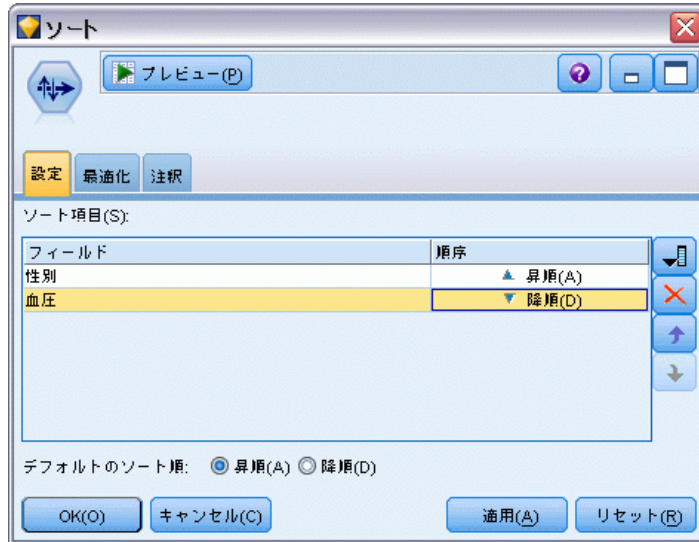 ソート
プレビュー(P)
設定 最適化 注釈
ソート項目(S):
フィールド 順序
性別 昇順(A)
血圧 降順(D)
デフォルトのソート順: 昇順(A) 降順(D)
OK(O) キャンセル(C) 適用(A) リセット(R)